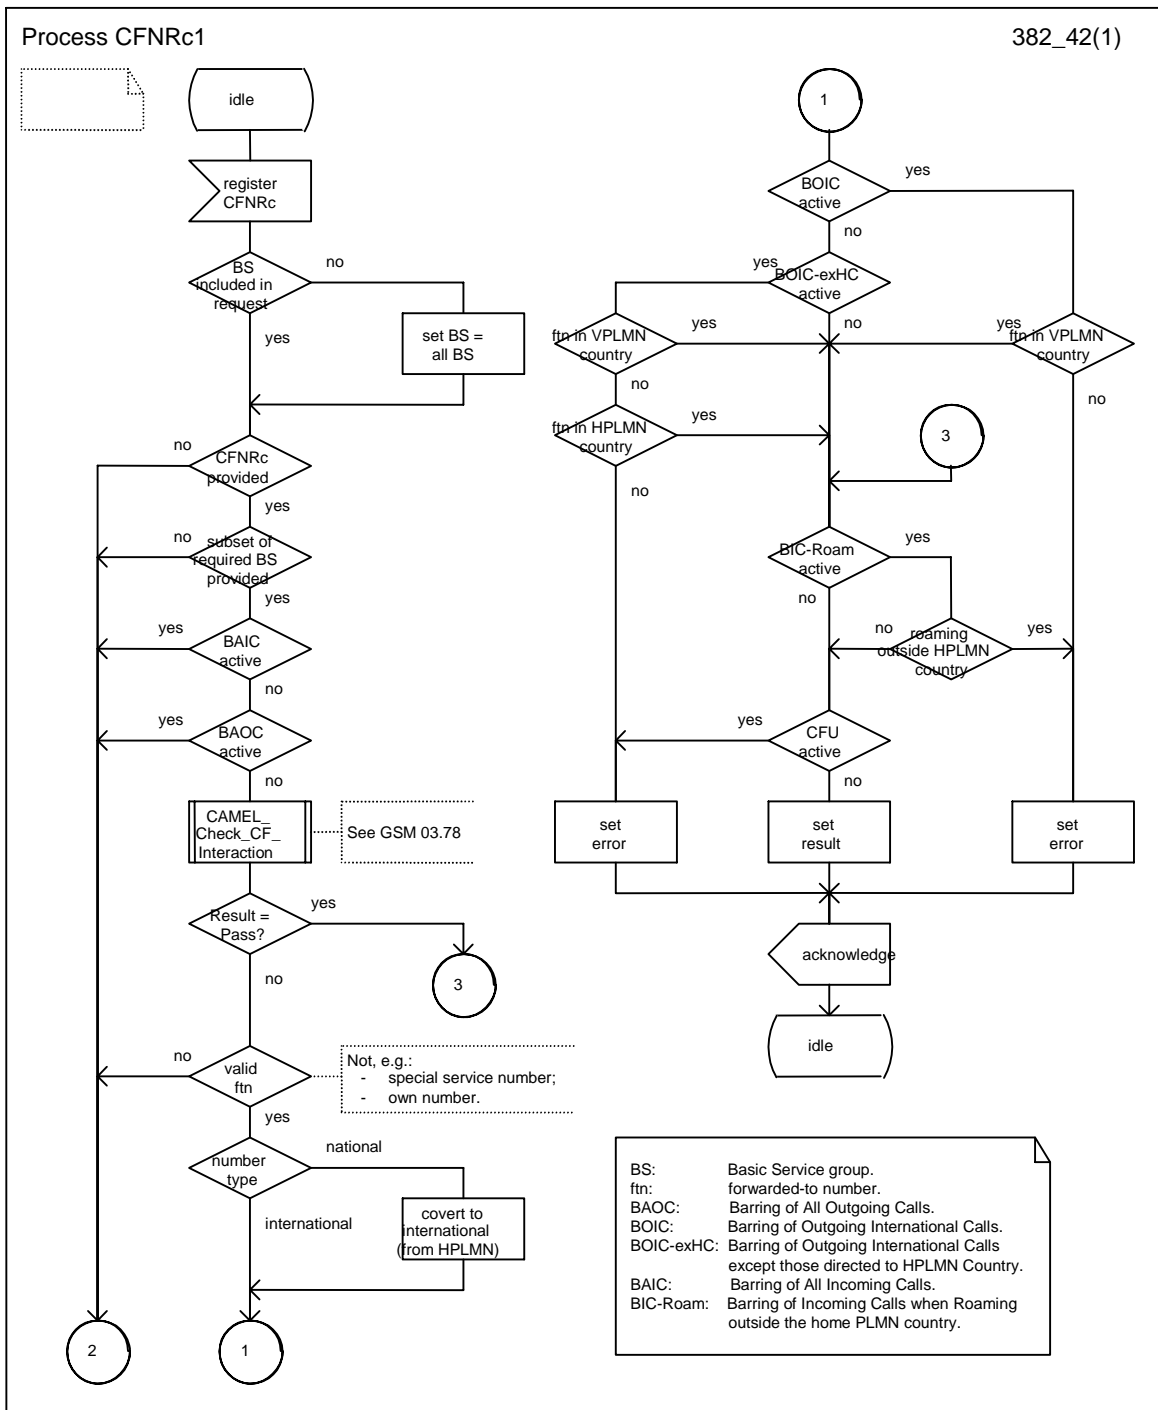 Process CFNRc1
382_42(1)
idle
register
CFNRc
BS
included in
request
no
yes
set BS =
all BS
no
CFNRc
provided
yes
no
subset of
required BS
provided
yes
yes
BAIC
active
no
yes
BAOC
active
no
CAMEL_
Check_CF_
Interaction
See GSM 03.78
Result =
Pass?
yes
no
3
no
valid
ftn
Not, e.g.:
- special service number;
- own number.
yes
number
type
national
international
covert to
international
(from HPLMN)
2
1
1
BOIC
active
yes
no
yes
BOIC-exHC
active
no
ftn in VPLMN
country
yes
no
yes
ftn in VPLMN
country
no
ftn in HPLMN
country
yes
no
3
BIC-Roam
active
yes
no
no
roaming
outside HPLMN
country
yes
yes
CFU
active
no
set
error
set
result
set
error
acknowledge
idle
BS: Basic Service group.
ftn: forwarded-to number.
BAOC: Barring of All Outgoing Calls.
BOIC: Barring of Outgoing International Calls.
BOIC-exHC: Barring of Outgoing International Calls
except those directed to HPLMN Country.
BAIC: Barring of All Incoming Calls.
BIC-Roam: Barring of Incoming Calls when Roaming
outside the home PLMN country.